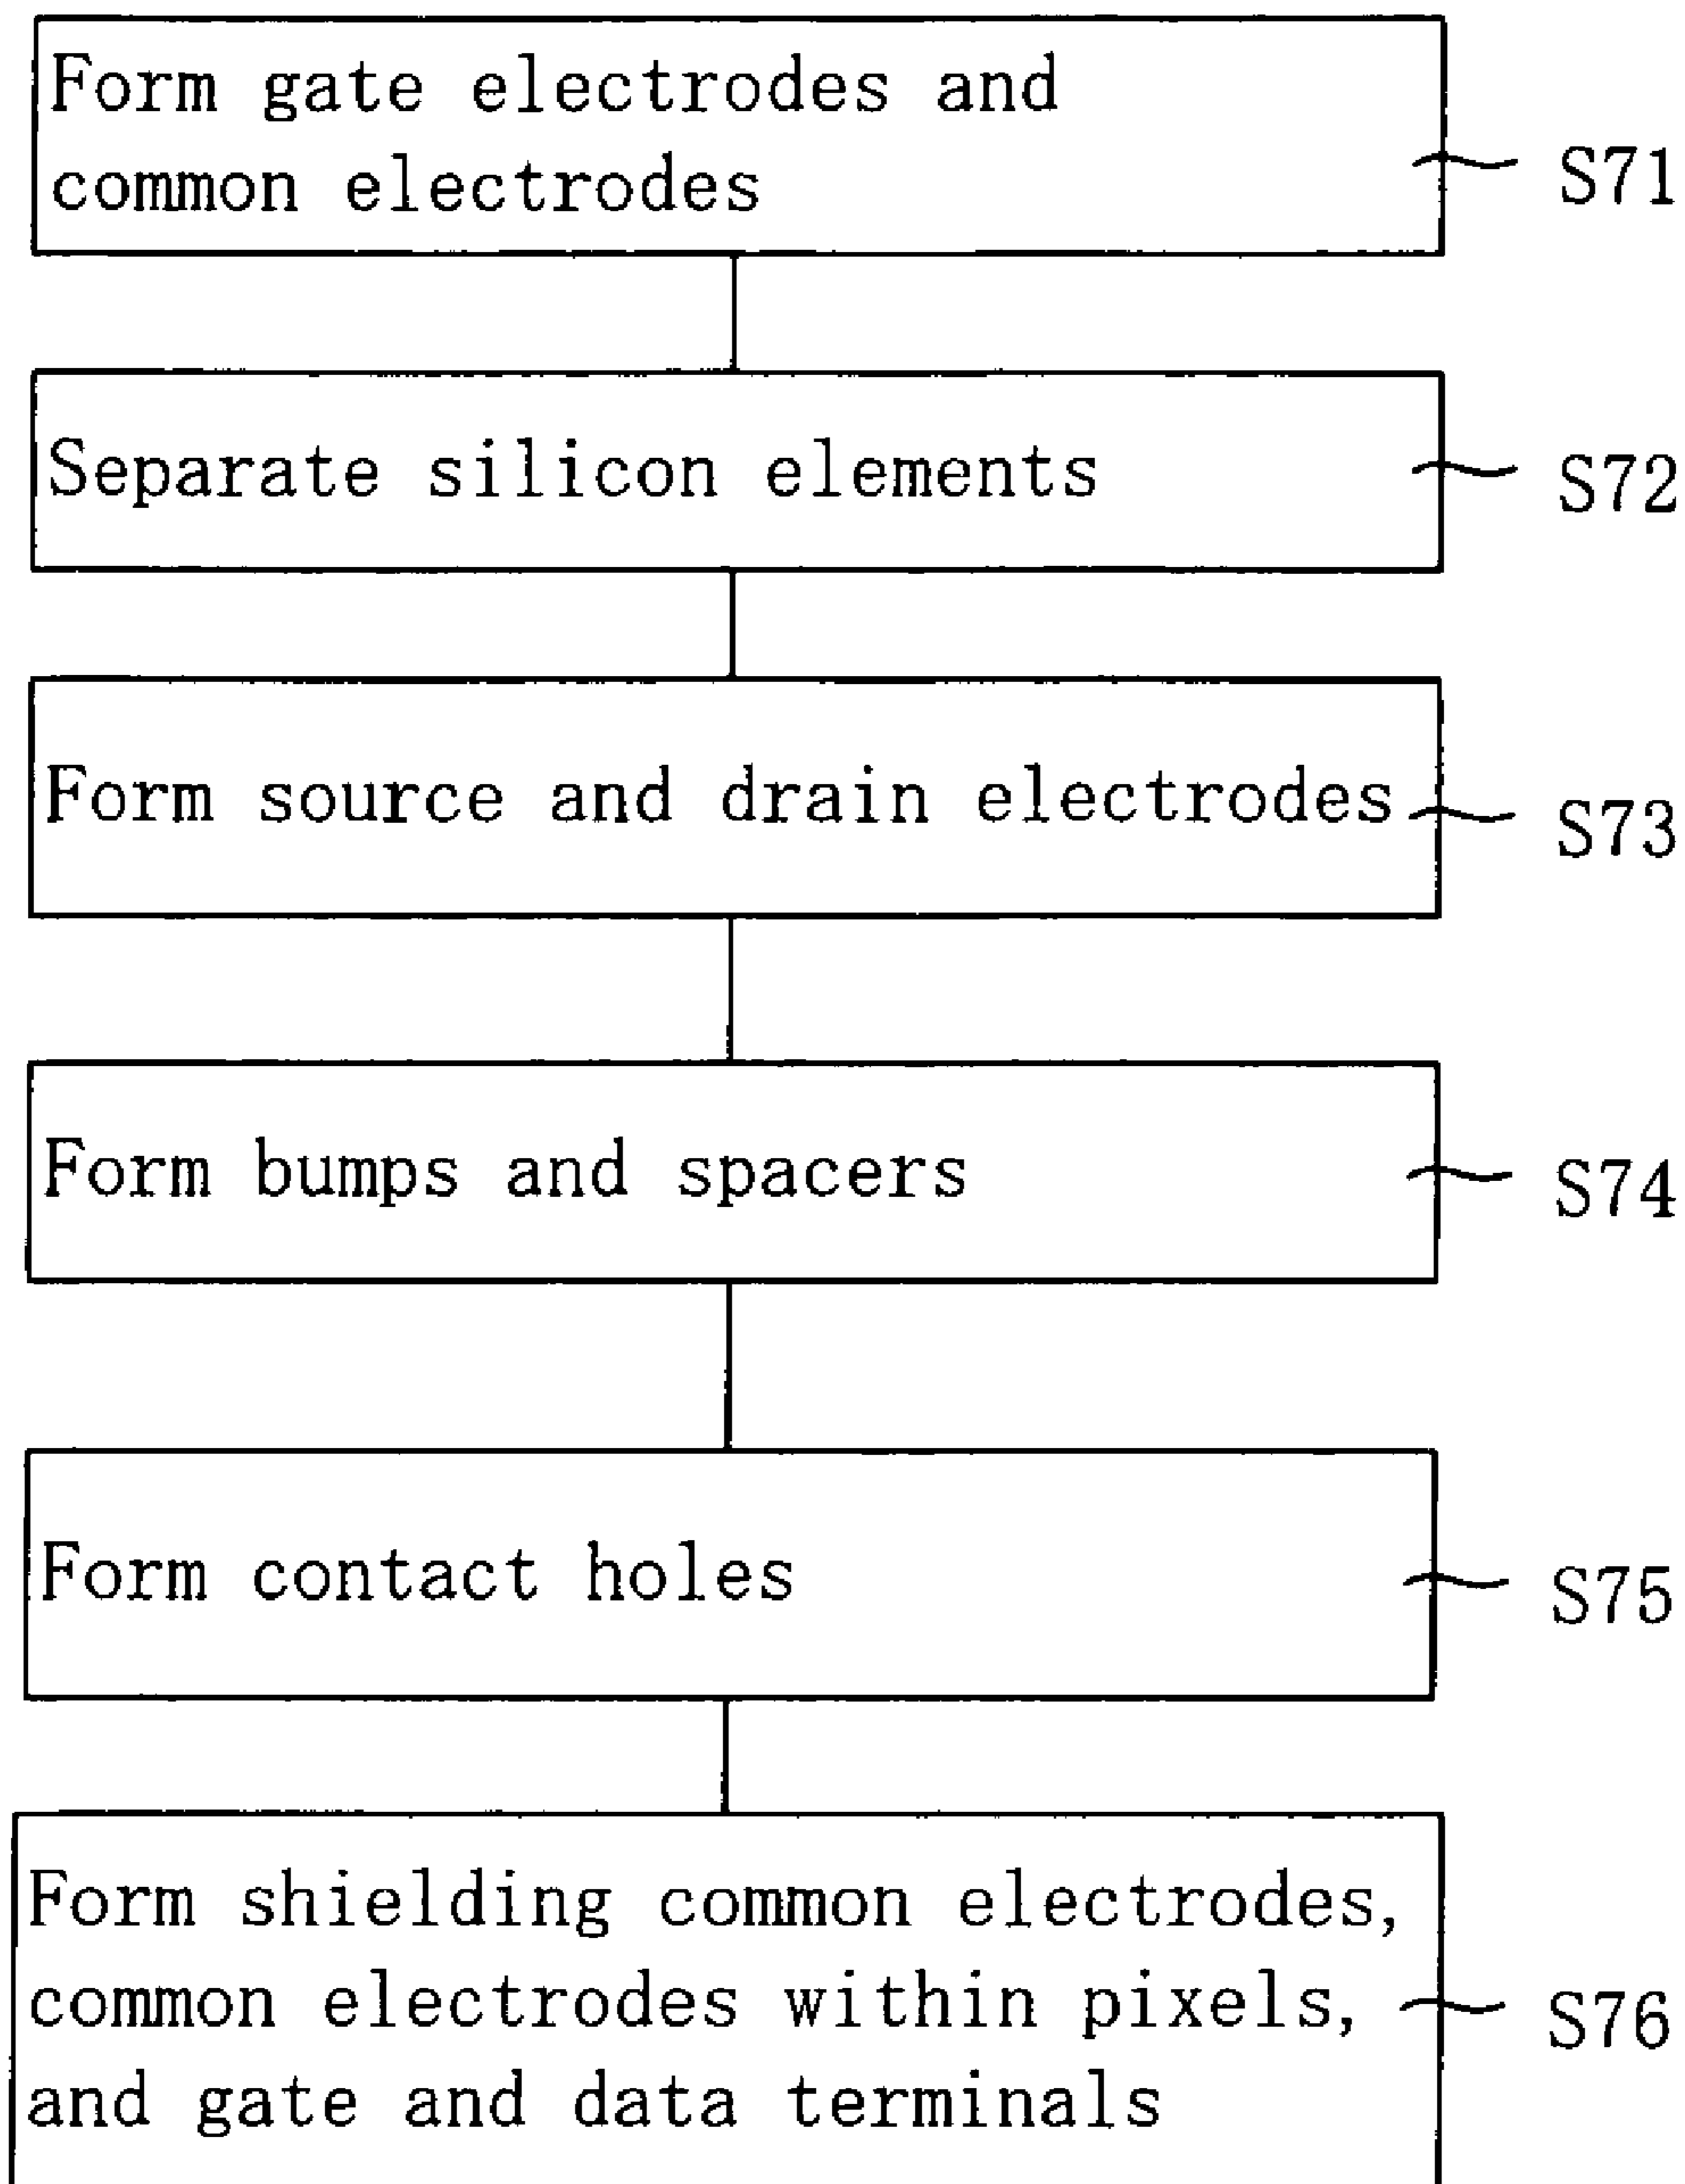 Form gate electrodes and
common electrodes
S71
Separate silicon elements
S72
Form source and drain electrodes
S73
Form bumps and spacers
S74
Form contact holes
S75
Form shielding common electrodes,
common electrodes within pixels,
and gate and data terminals
S76